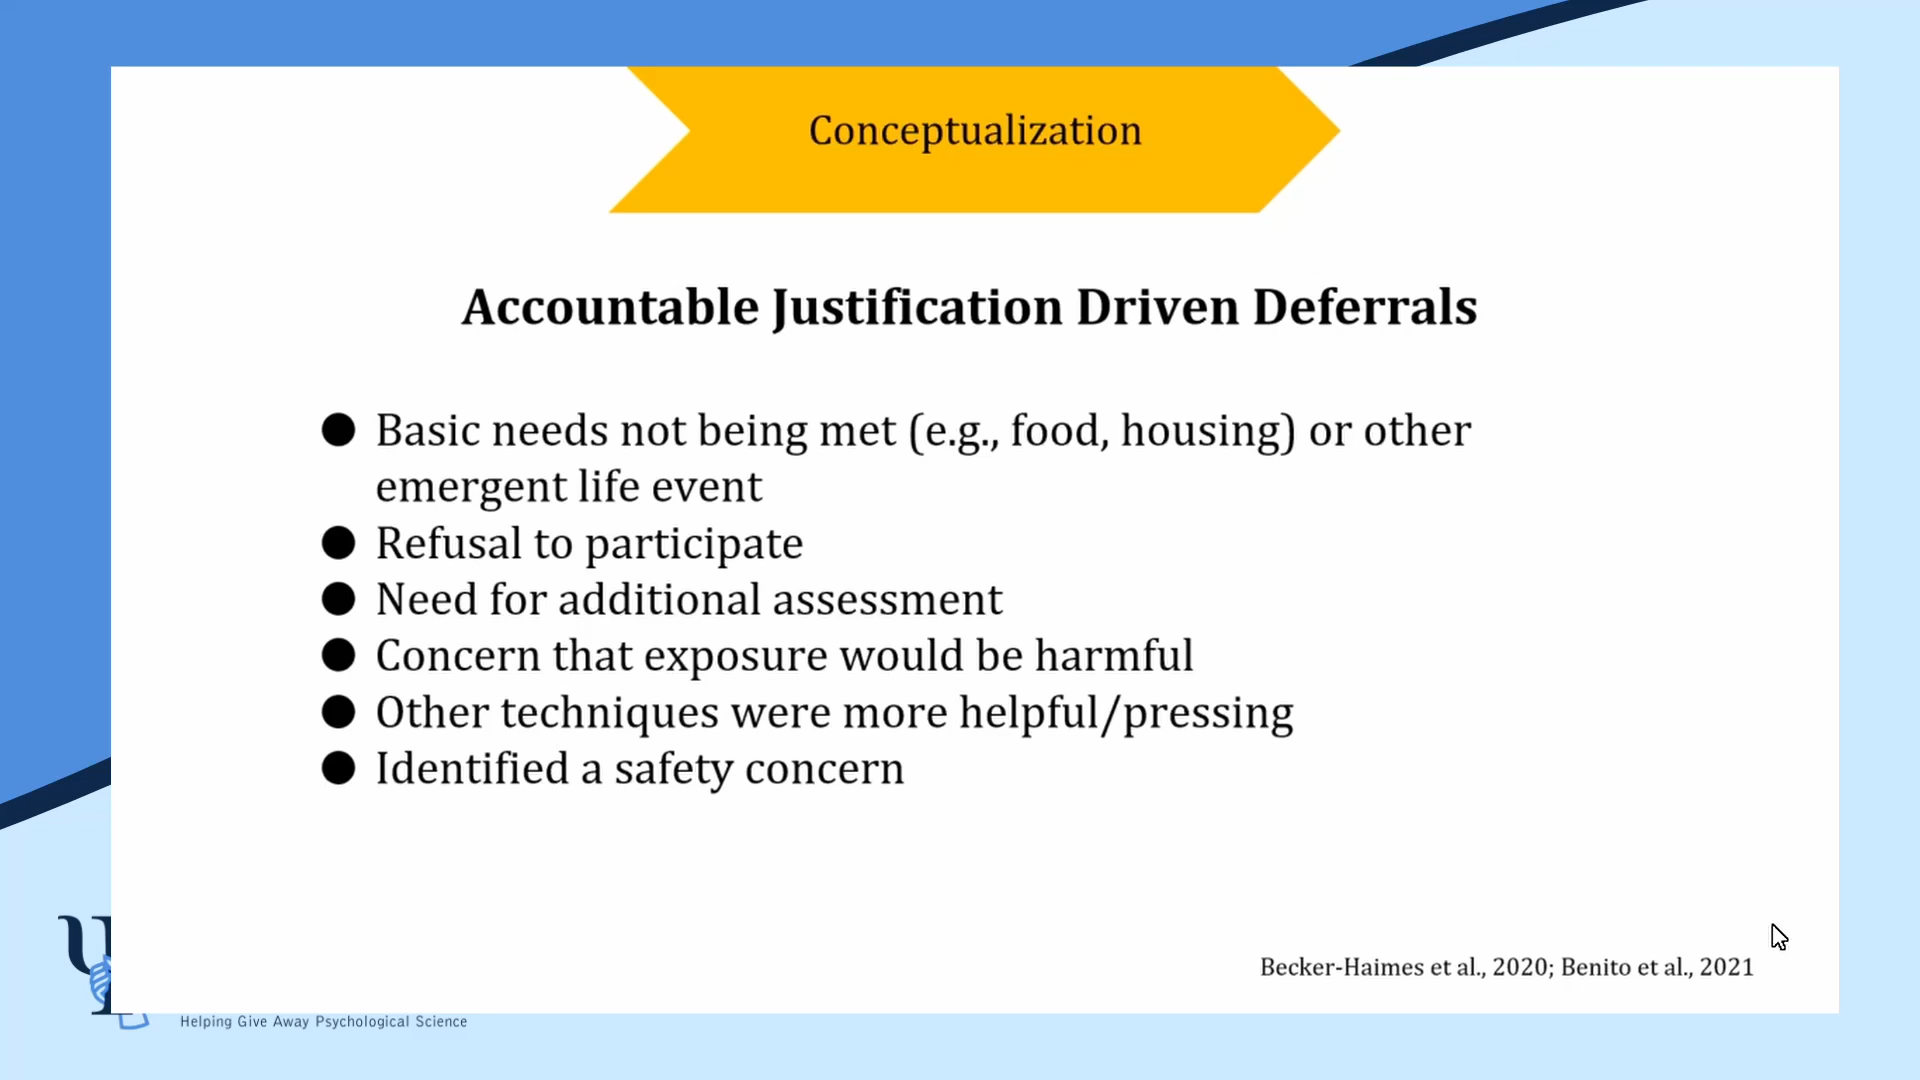 Conceptualization
Accountable Justification Driven Deferrals
● Basic needs not being met (e.g., food, housing) or other
emergent life event
● Refusal to participate
● Need for additional assessment
● Concern that exposure would be harmful
● Other techniques were more helpful/pressing
● Identified a safety concern
Becker-Haimes et al., 2020; Benito et al., 2021
Helping Give Away Psychological Science